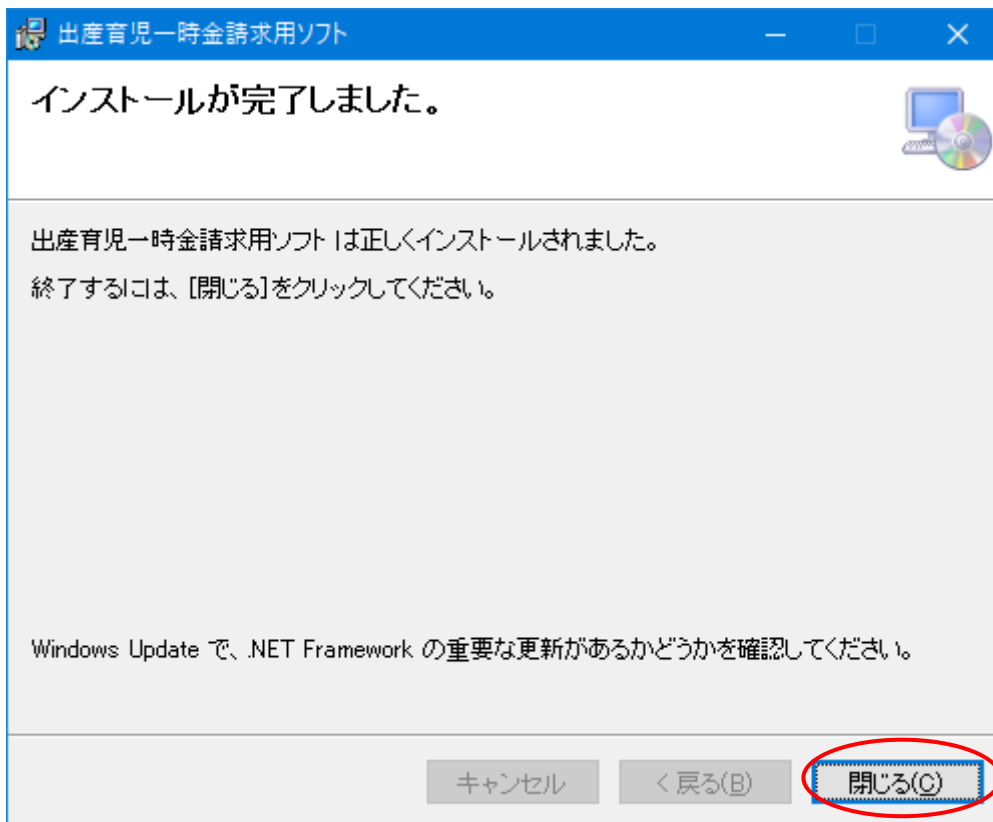 出産育児一時金請求用ソフト
インストールが完了しました。
出産育児一時金請求用ソフト は正しくインストールされました。
終了するには、[閉じる]をクリックしてください。
Windows Update で、.NET Framework の重要な更新があるかどうかを確認してください。
キャンセル
< 戻る(B)
閉じる(C)